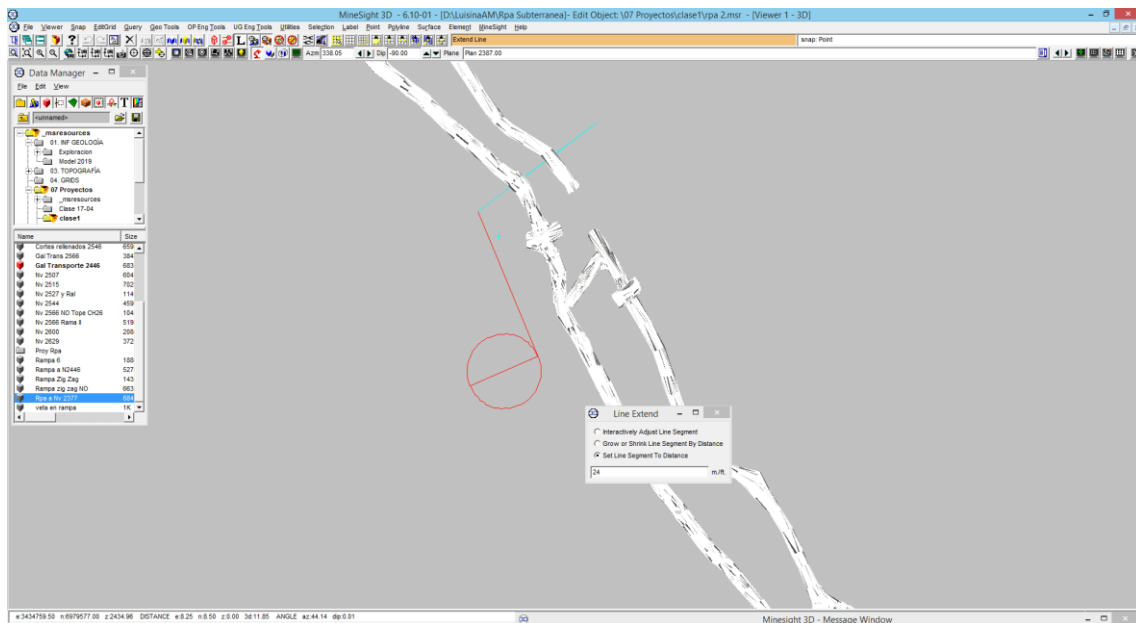 MineSight 3D - 6.10-01 - [D:\LuisinaAM\Rpa Subterranea]- Edit Object: \07 Proyectos\clase1\rpa 2.msr - [Viewer 1 - 3D]
File Viewer Snap EditGrid Query Geo Tools OP Eng Tools UG Eng Tools Utilities Selection Label Point Polyline Surface Element MineSight Help
Extend Line snap: Point
Azm 338.05 Dip -90.00 Plane Plan 2387.00
Data Manager
File Edit View
<unnamed>
_msresources
01. INF GEOLOGÍA
Exploracion
Model 2019
03. TOPOGRAFÍA
04. GRIDS
07 Proyectos
_msresources
Clase 17-04
clase1
Name Size
Cortes rellenados 2546 659
Gal Trans 2566 384
Gal Transporte 2446 683
Nv 2507 604
Nv 2515 702
Nv 2527 y Ral 114
Nv 2544 459
Nv 2566 NO Tope CH26 104
Nv 2566 Rama II 519
Nv 2600 208
Nv 2629 372
Proy Rpa
Rampa 6 188
Rampa a N2446 527
Rampa Zig Zag 143
Rampa zig zag NO 663
Rpa a Nv 2377 684
veta en rampa 1K
Line Extend
Interactively Adjust Line Segment
Grow or Shrink Line Segment By Distance
Set Line Segment To Distance
24 m./ft.
e:3434759.50 n:6979577.00 z:2434.96 DISTANCE e:8.25 n:8.50 z:0.00 3d:11.85 ANGLE az:44.14 dip:0.01
Minesight 3D - Message Window